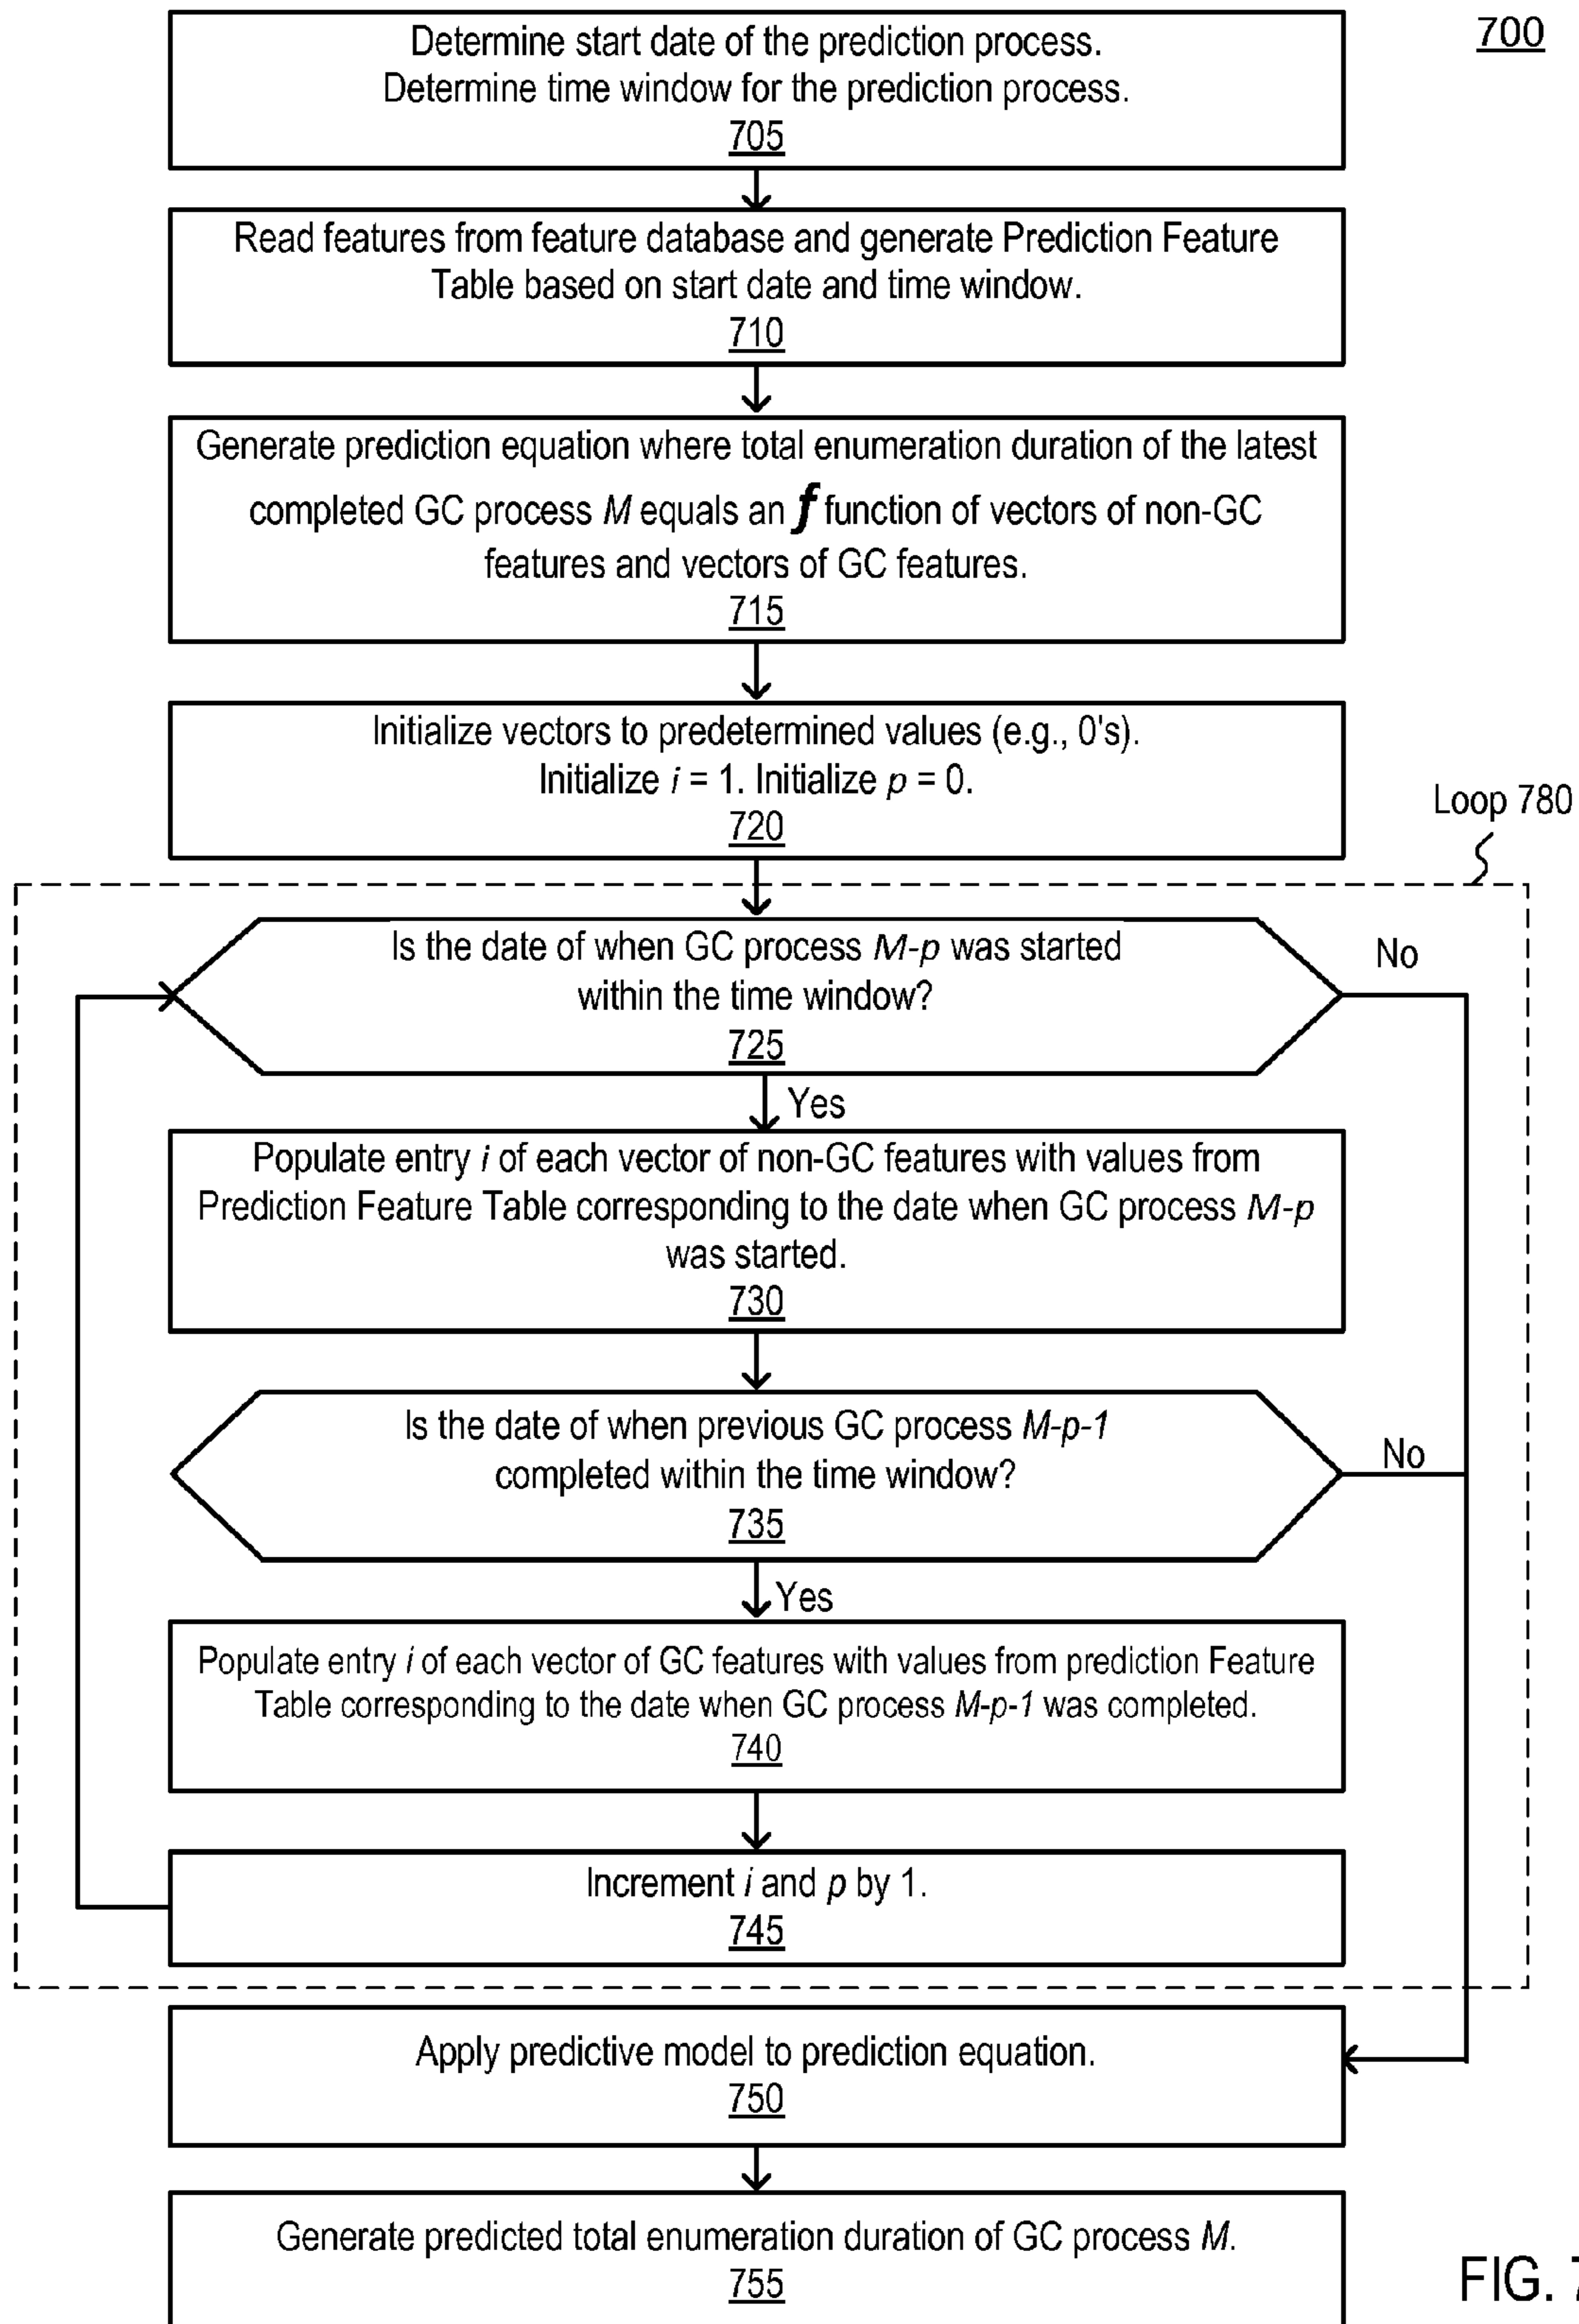 700
Determine start date of the prediction process.
Determine time window for the prediction process.
705
Read features from feature database and generate Prediction Feature
Table based on start date and time window.
710
Generate prediction equation where total enumeration duration of the latest
completed GC process M equals an f function of vectors of non-GC
features and vectors of GC features.
715
Initialize vectors to predetermined values (e.g., 0's).
Initialize i = 1. Initialize p = 0.
720
Loop 780
Is the date of when GC process M-p was started
within the time window?
725
No
Yes
Populate entry i of each vector of non-GC features with values from
Prediction Feature Table corresponding to the date when GC process M-p
was started.
730
Is the date of when previous GC process M-p-1
completed within the time window?
735
No
Yes
Populate entry i of each vector of GC features with values from prediction Feature
Table corresponding to the date when GC process M-p-1 was completed.
740
Increment i and p by 1.
745
Apply predictive model to prediction equation.
750
Generate predicted total enumeration duration of GC process M.
755
FIG. 7